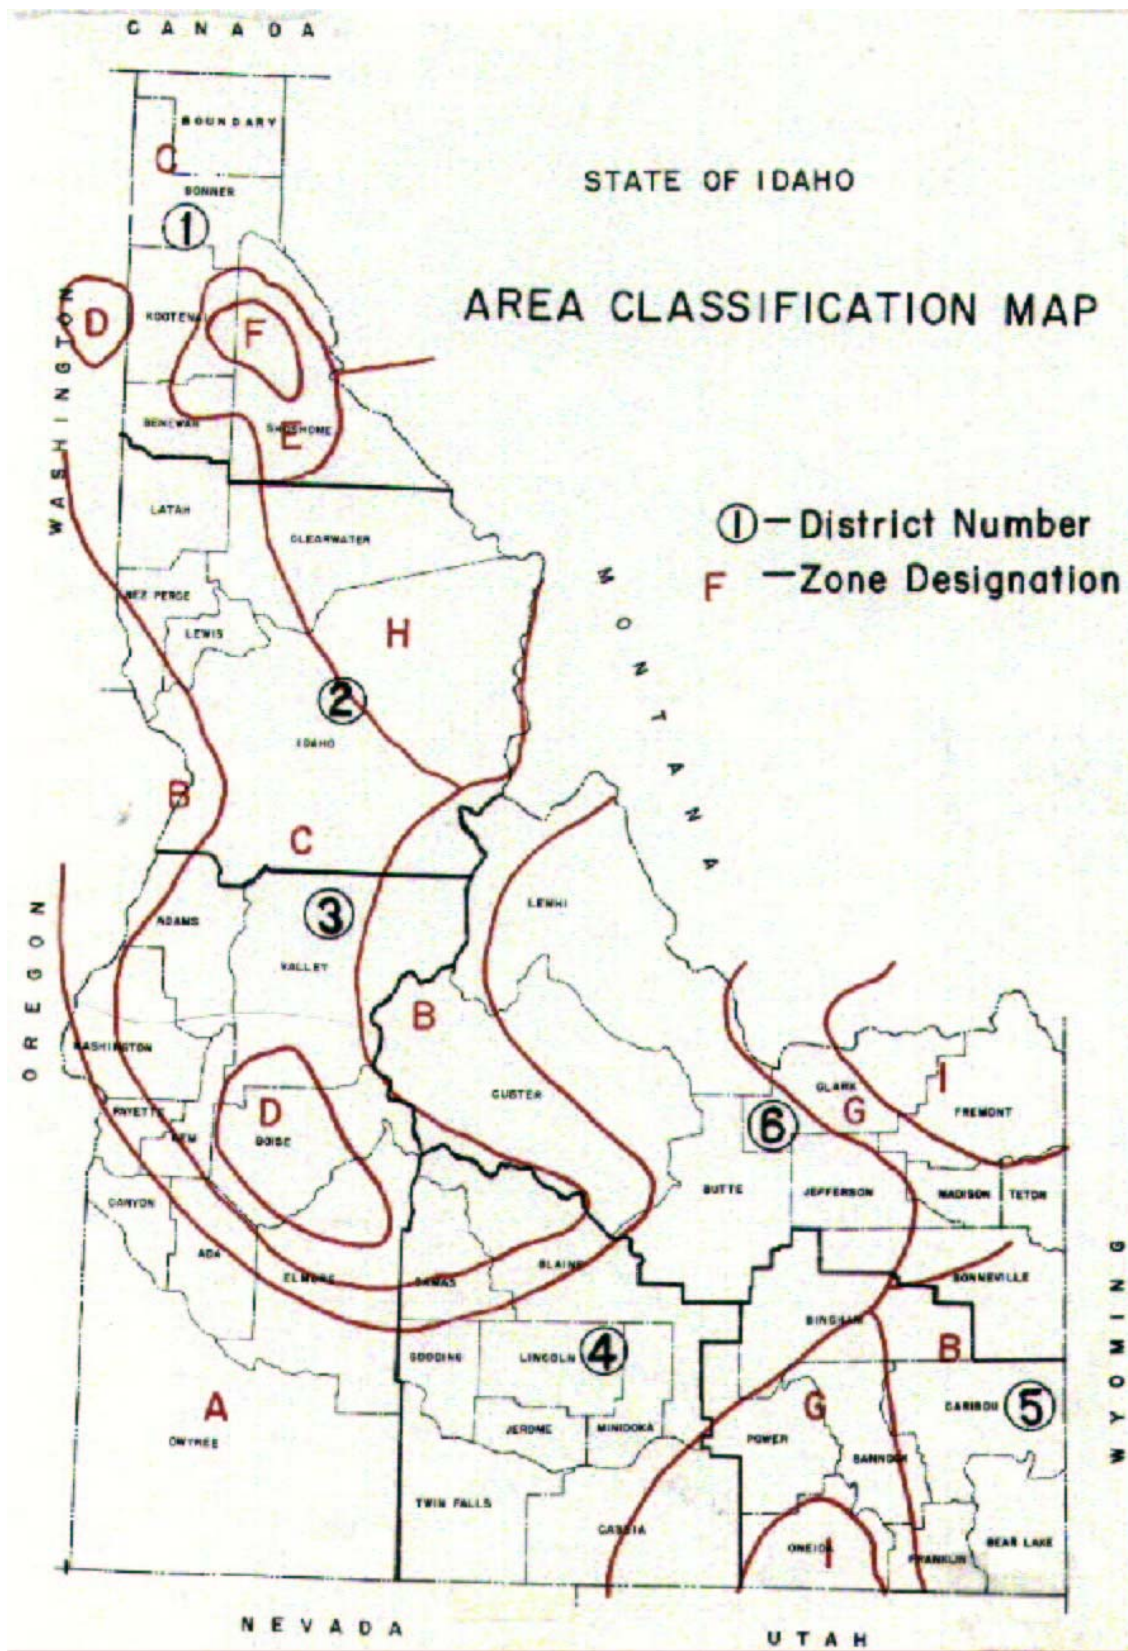 CANADA
BOUNDARY
C
BONNER
STATE OF IDAHO
1
AREA CLASSIFICATION MAP
WASHINGTON
D
KOOTENAI
F
BENEWAH
SHOSHONE
E
LATAH
1 – District Number
CLEARWATER
F – Zone Designation
MONTANA
NEZ PERCE
LEWIS
H
2
IDAHO
B
C
OREGON
ADAMS
3
LEMHI
VALLEY
B
WASHINGTON
CLARK
I
G
FREMONT
PAYETTE
GEM
D
BOISE
CUSTER
6
CANYON
BUTTE
JEFFERSON
MADISON
TETON
ADA
ELMORE
CAMAS
BLAINE
BONNEVILLE
WYOMING
BINGHAM
B
GOODING
LINCOLN
4
A
OWYHEE
G
CARIBOU
5
JEROME
MINIDOKA
POWER
BANNOCK
TWIN FALLS
CASSIA
ONEIDA
I
FRANKLIN
BEAR LAKE
NEVADA
UTAH